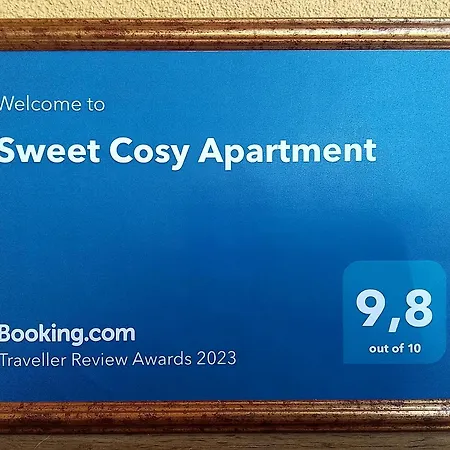 Welcome to
Sweet Cosy Apartment
9,8
out of 10
Booking.com
Traveller Review Awards 2023